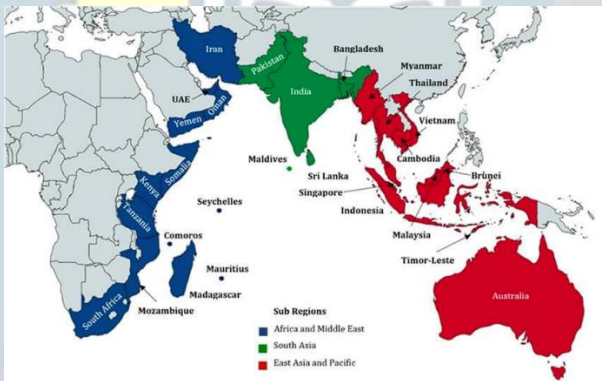 Iran
Bangladesh
Pakistan
Myanmar
Thailand
UAE
Oman
India
Yemen
Vietnam
Somalia
Maldives
Sri Lanka
Cambodia
Kenya
Singapore
Brunei
Seychelles
Indonesia
Tanzania
Malaysia
Comoros
Timor-Leste
Mauritius
Madagascar
Australia
South Africa
Mozambique
Sub Regions
Africa and Middle East
South Asia
East Asia and Pacific